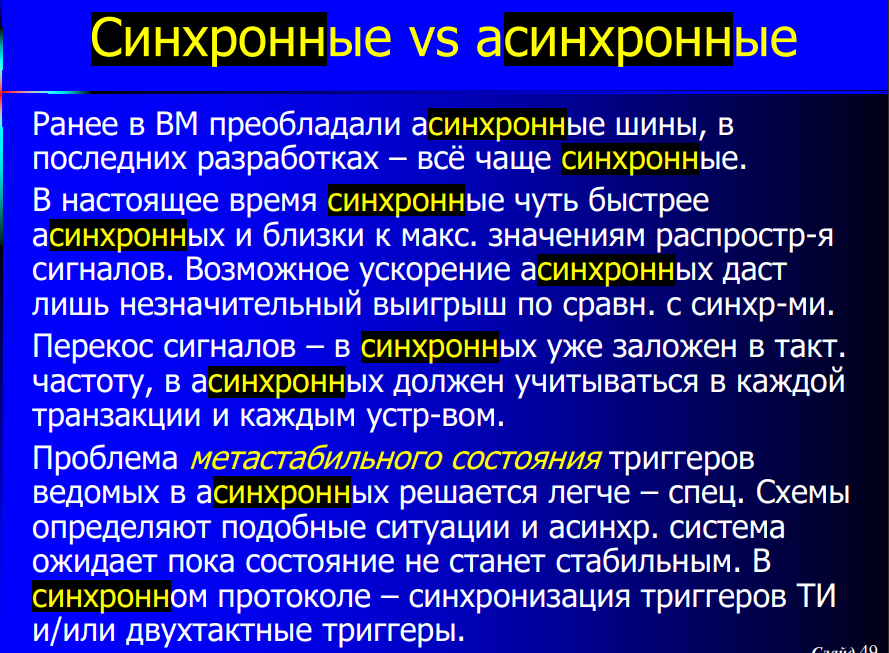 Синхронные vs асинхронные
Ранее в ВМ преобладали асинхронные шины, в
последних разработках – всё чаще синхронные.
В настоящее время синхронные чуть быстрее
асинхронных и близки к макс. значениям распростр-я
сигналов. Возможное ускорение асинхронных даст
лишь незначительный выигрыш по сравн. с синхр-ми.
Перекос сигналов – в синхронных уже заложен в такт.
частоту, в асинхронных должен учитываться в каждой
транзакции и каждым устр-вом.
Проблема метастабильного состояния триггеров
ведомых в асинхронных решается легче – спец. Схемы
определяют подобные ситуации и асинхр. система
ожидает пока состояние не станет стабильным. В
синхронном протоколе – синхронизация триггеров ТИ
и/или двухтактные триггеры.
Слайд 49